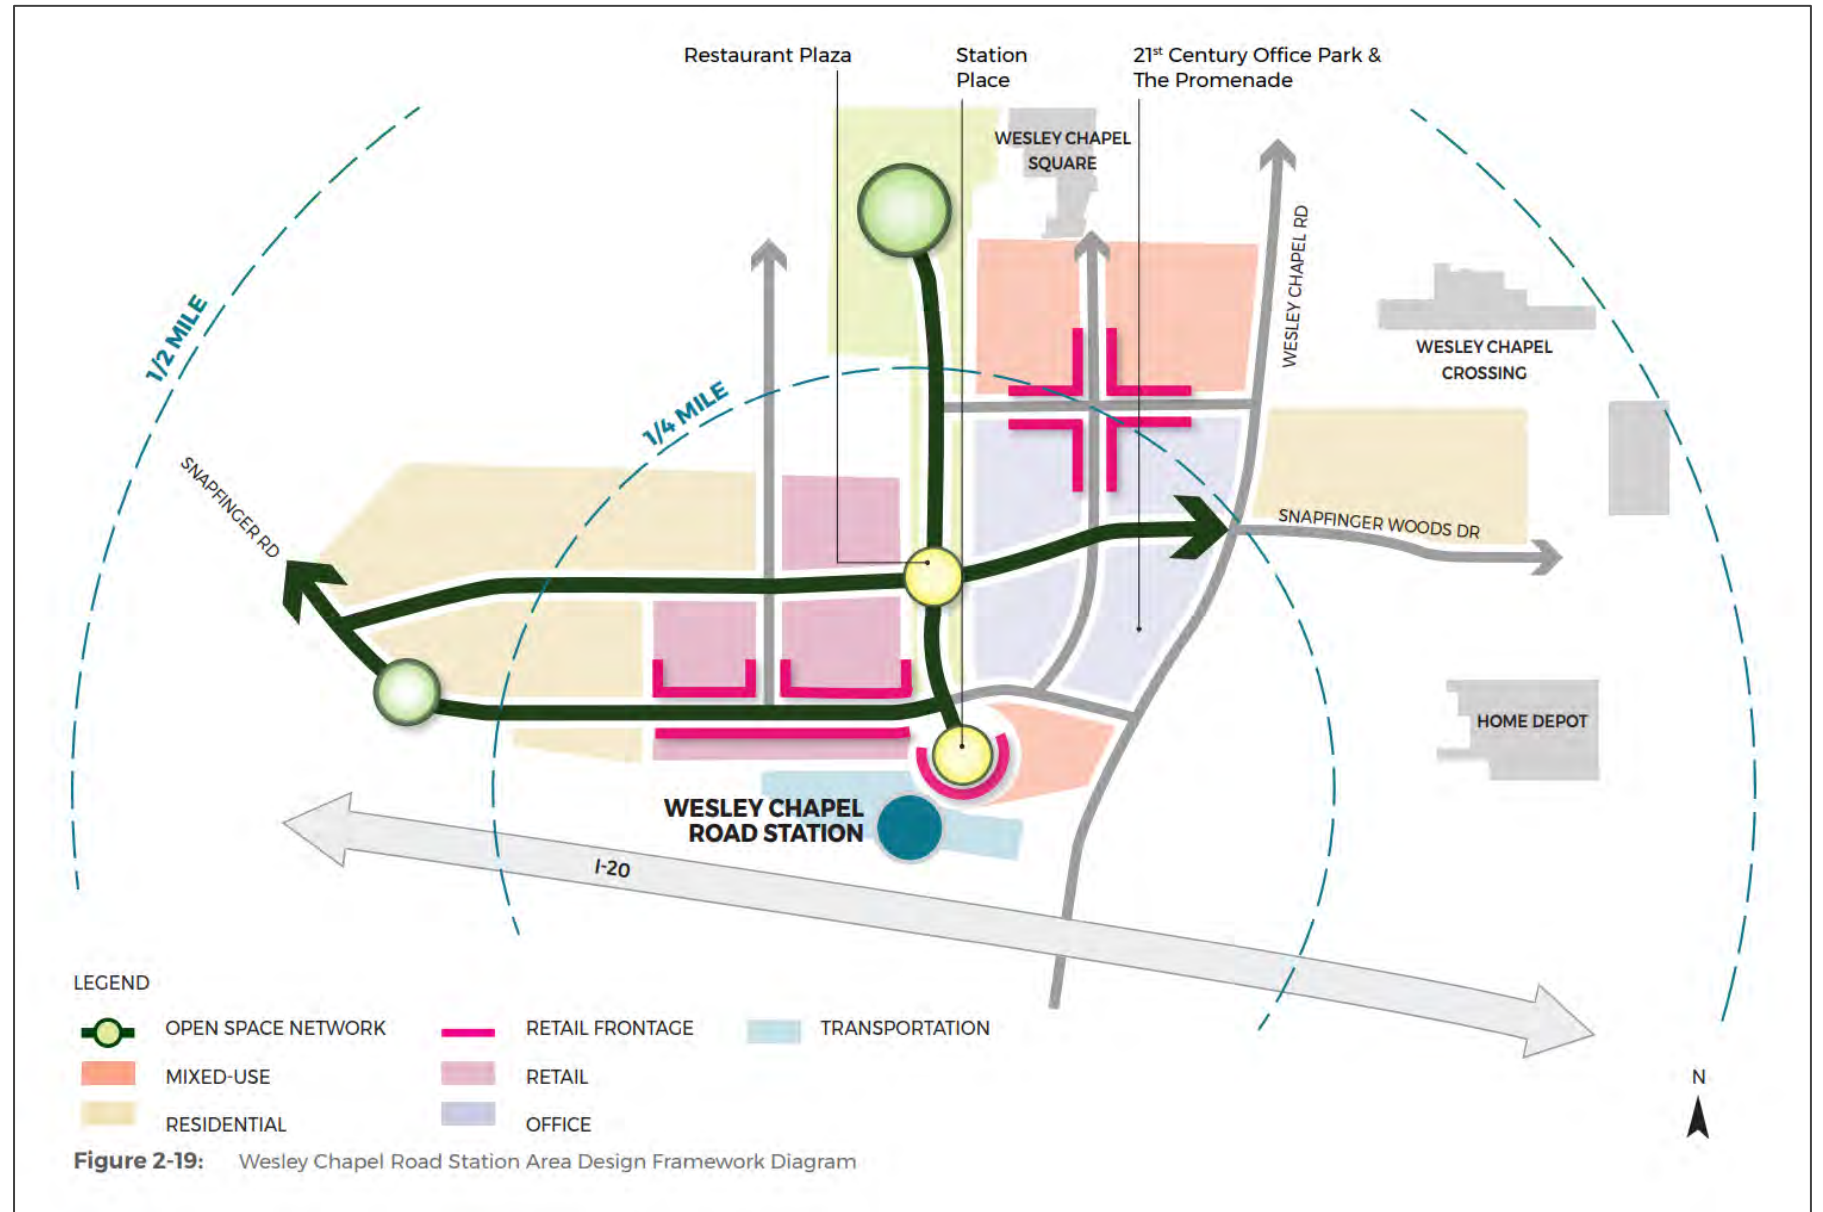 Restaurant Plaza
Station
Place
21st Century Office Park &
The Promenade
WESLEY CHAPEL
SQUARE
WESLEY CHAPEL RD
1/2 MILE
WESLEY CHAPEL
CROSSING
1/4 MILE
SNAPFINGER RD
SNAPFINGER WOODS DR
HOME DEPOT
WESLEY CHAPEL
ROAD STATION
I-20
LEGEND
OPEN SPACE NETWORK
RETAIL FRONTAGE
TRANSPORTATION
MIXED-USE
RETAIL
RESIDENTIAL
OFFICE
N
Figure 2-19: Wesley Chapel Road Station Area Design Framework Diagram